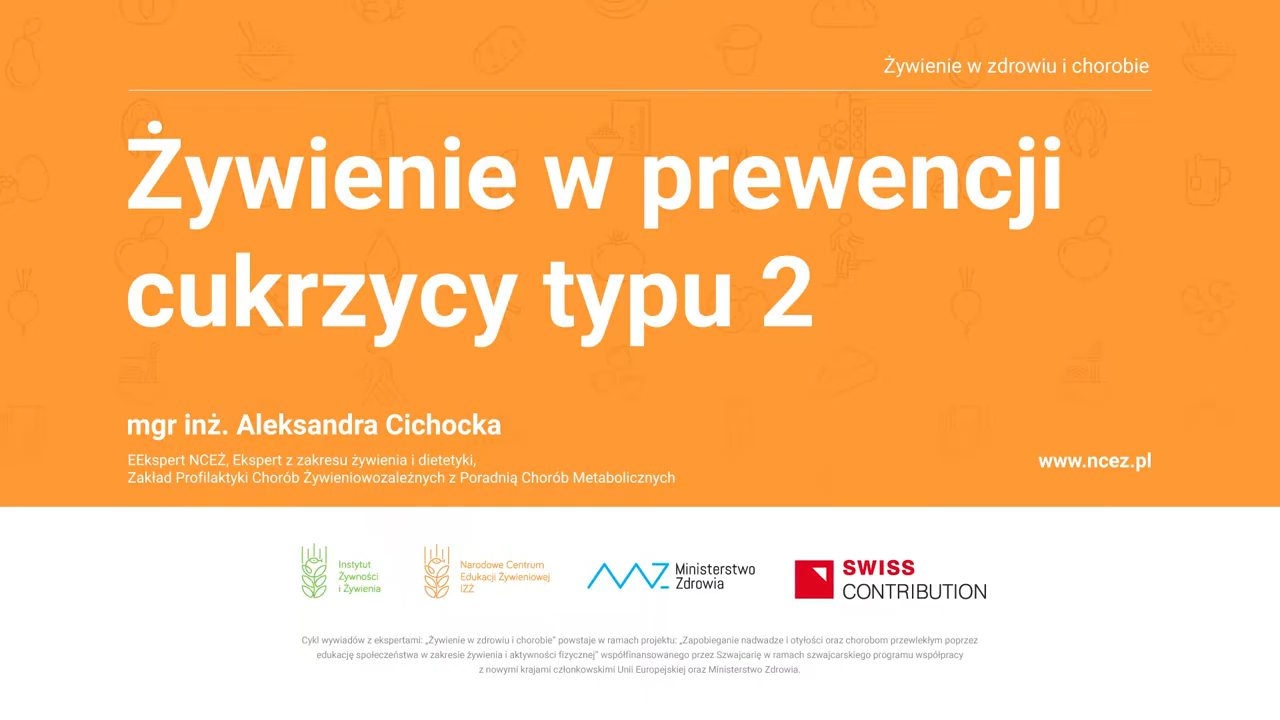 Żywienie w zdrowiu i chorobie
Żywienie w prewencji
cukrzycy typu 2
mgr inż. Aleksandra Cichocka
EEkspert NCEŻ, Ekspert z zakresu żywienia i dietetyki,
Zakład Profilaktyki Chorób Żywieniowozależnych z Poradnią Chorób Metabolicznych
www.ncez.pl
Instytut
Żywności
i Żywienia
Narodowe Centrum
Edukacji Żywieniowej
IŻŻ
Ministerstwo
Zdrowia
SWISS
CONTRIBUTION
Cykl wywiadów z ekspertami: „Żywienie w zdrowiu i chorobie” powstaje w ramach projektu: „Zapobieganie nadwadze i otyłości oraz chorobom przewlekłym poprzez
edukację społeczeństwa w zakresie żywienia i aktywności fizycznej” współfinansowanego przez Szwajcarię w ramach szwajcarskiego programu współpracy
z nowymi krajami członkowskimi Unii Europejskiej oraz Ministerstwo Zdrowia.